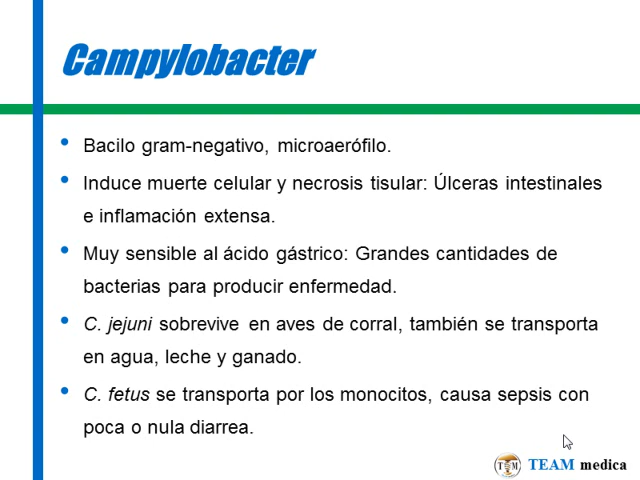 Campylobacter
• Bacilo gram-negativo, microaerófilo.
• Induce muerte celular y necrosis tisular: Úlceras intestinales
e inflamación extensa.
• Muy sensible al ácido gástrico: Grandes cantidades de
bacterias para producir enfermedad.
• C. jejuni sobrevive en aves de corral, también se transporta
en agua, leche y ganado.
• C. fetus se transporta por los monocitos, causa sepsis con
poca o nula diarrea.
TEAM medica